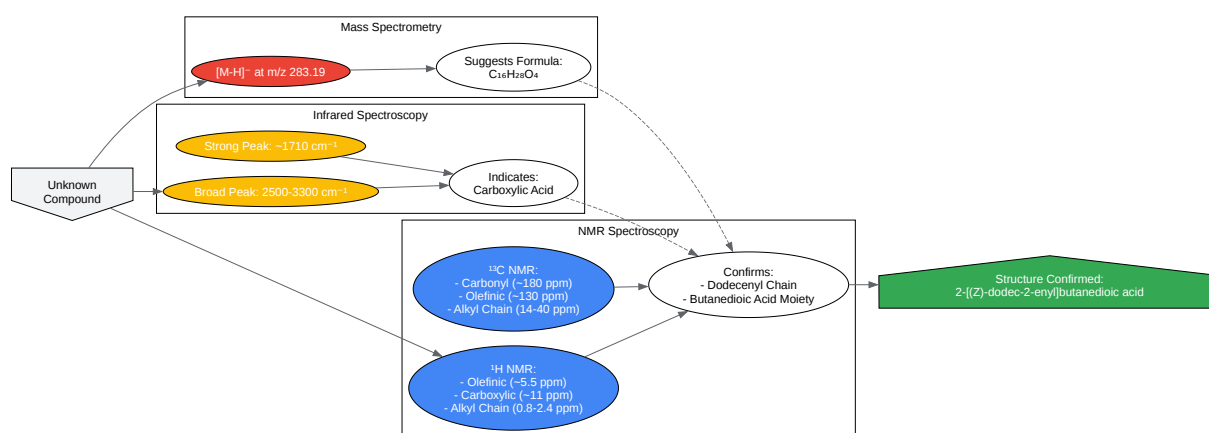 Mass Spectrometry
[M-H]⁻ at m/z 283.19
Suggests Formula:
C₁₆H₂₈O₄
Infrared Spectroscopy
Strong Peak: ~1710 cm⁻¹
Broad Peak: 2500-3300 cm⁻¹
Indicates:
Carboxylic Acid
Unknown
Compound
NMR Spectroscopy
¹³C NMR:
- Carbonyl (~180 ppm)
- Olefinic (~130 ppm)
- Alkyl Chain (14-40 ppm)
¹H NMR:
- Olefinic (~5.5 ppm)
- Carboxylic (~11 ppm)
- Alkyl Chain (0.8-2.4 ppm)
Confirms:
- Dodecenyl Chain
- Butanedioic Acid Moiety
Structure Confirmed:
2-[(Z)-dodec-2-enyl]butanedioic acid